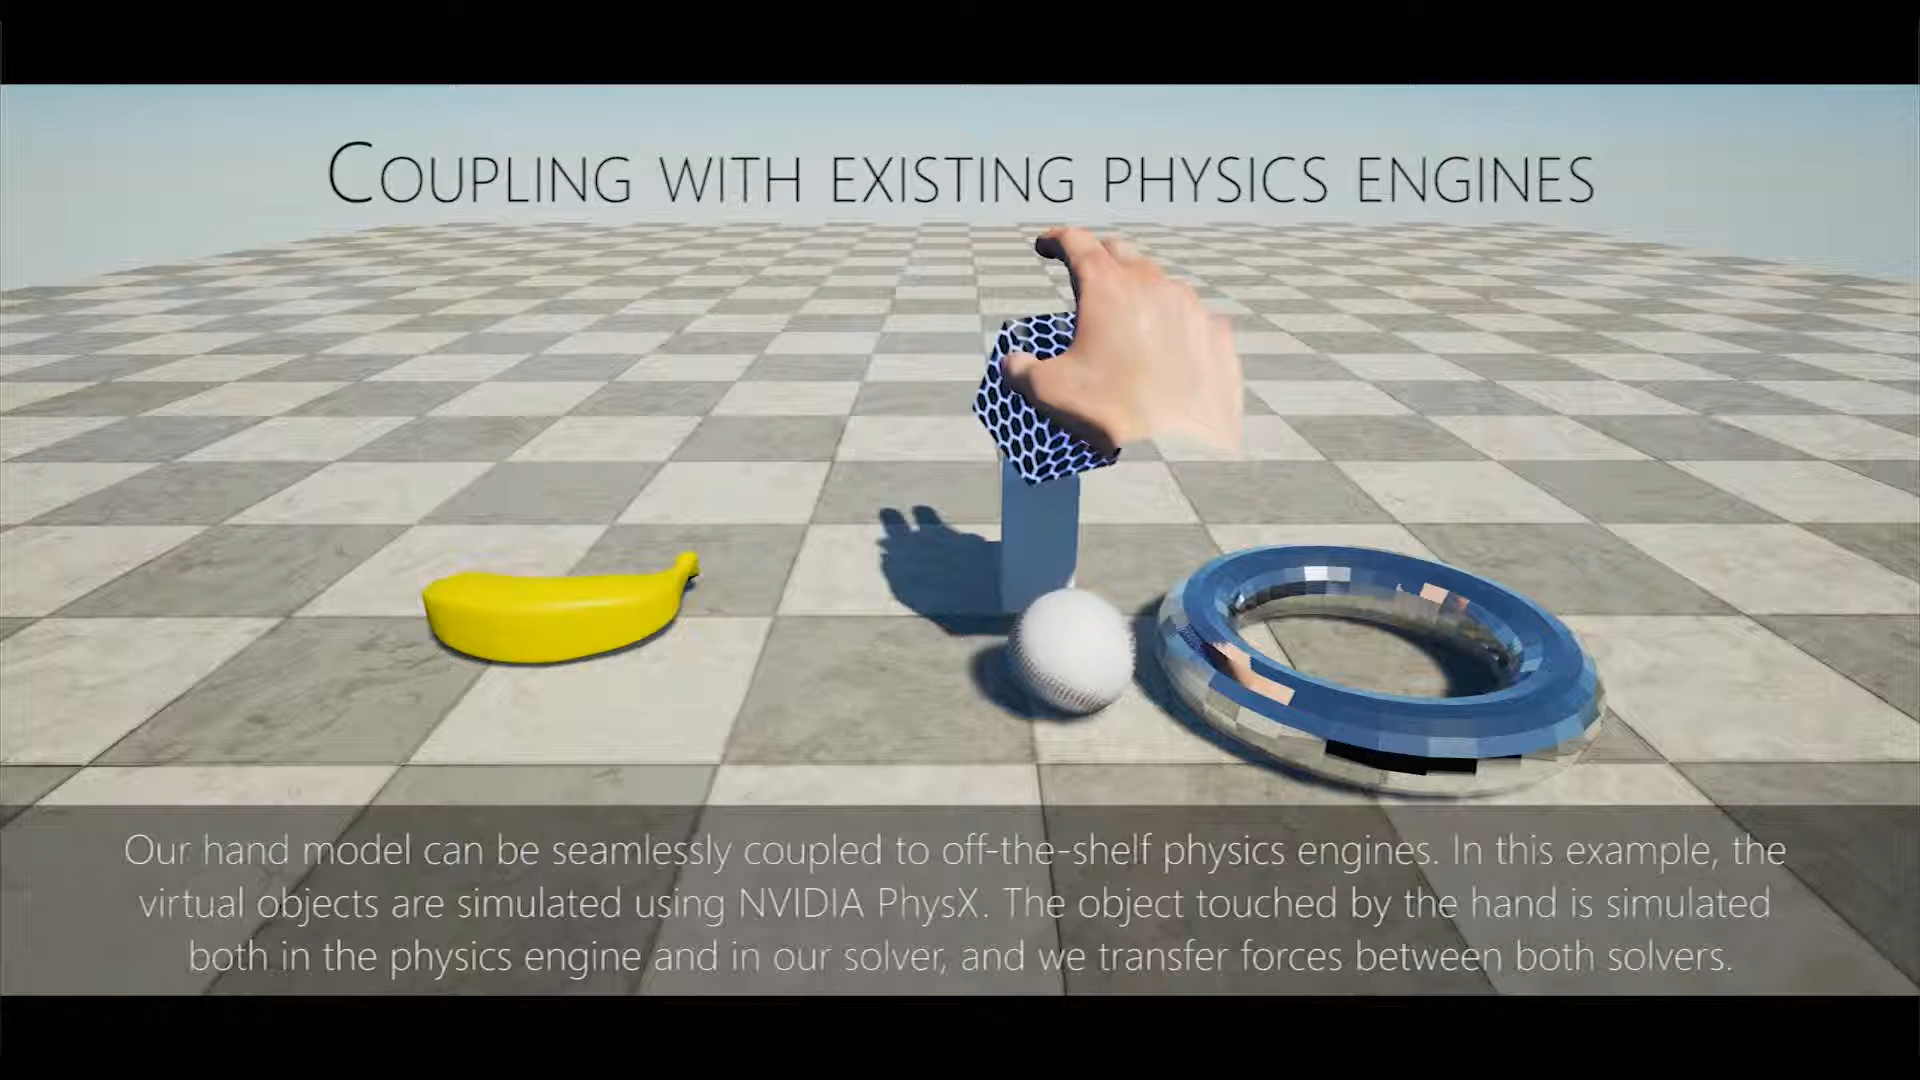 COUPLING WITH EXISTING PHYSICS ENGINES
Our hand model can be seamlessly coupled to off-the-shelf physics engines. In this example, the
virtual objects are simulated using NVIDIA PhysX. The object touched by the hand is simulated
both in the physics engine and in our solver, and we transfer forces between both solvers.